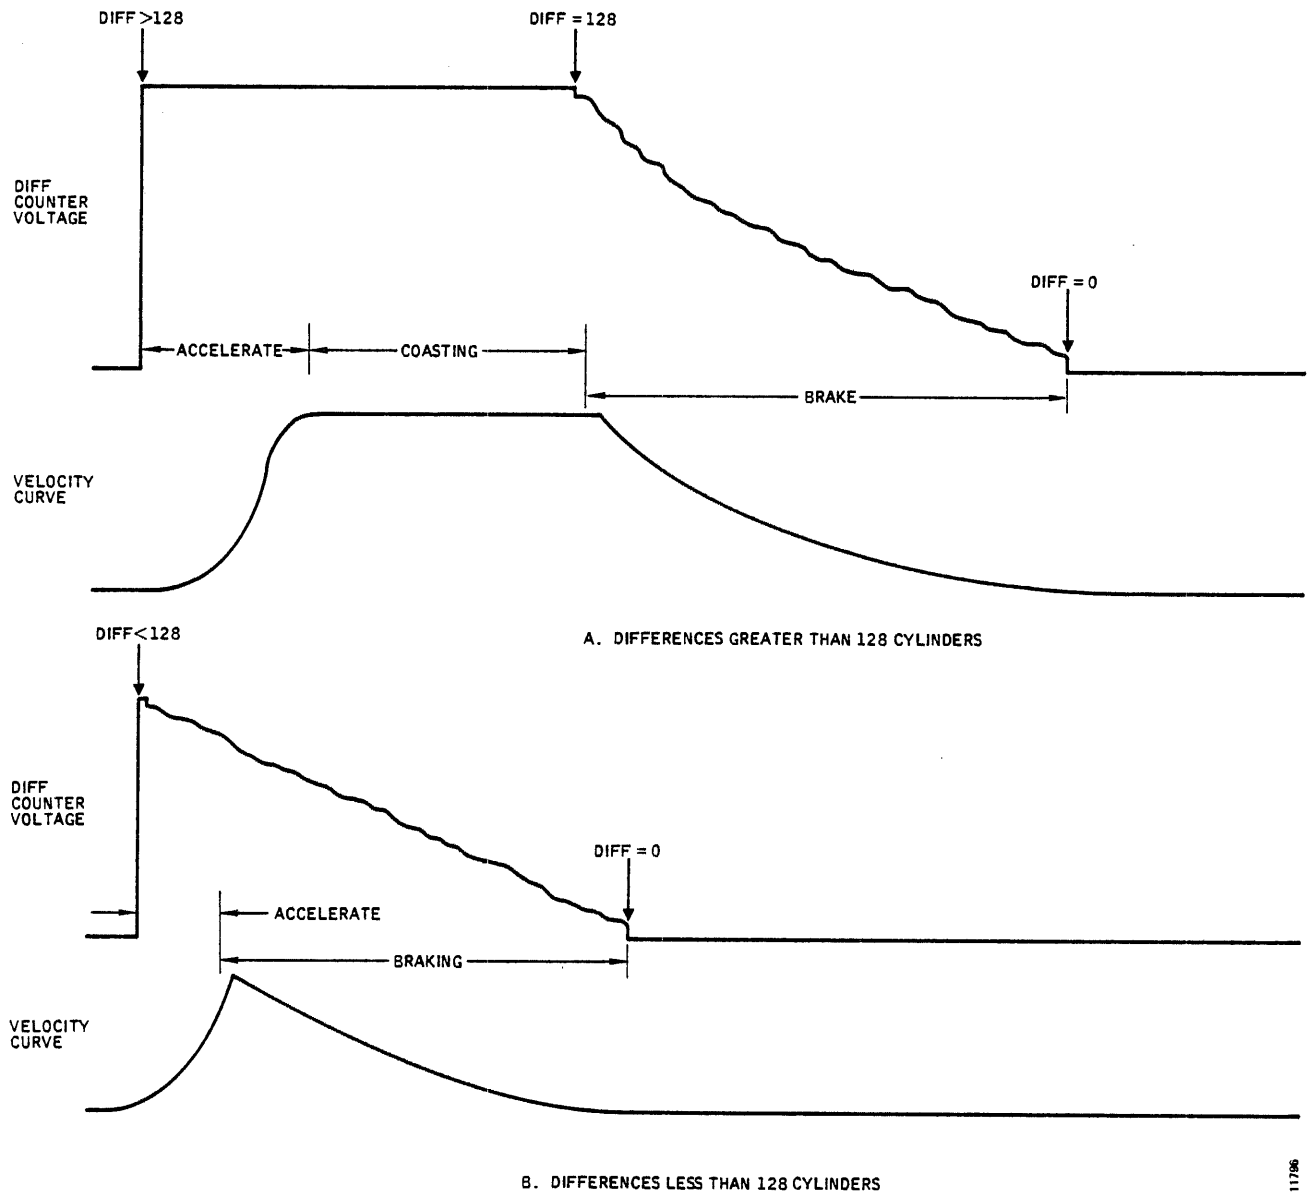 DIFF>128
DIFF = 128
DIFF
COUNTER
VOLTAGE
DIFF = 0
ACCELERATE
COASTING
BRAKE
VELOCITY
CURVE
A. DIFFERENCES GREATER THAN 128 CYLINDERS
DIFF<128
DIFF
COUNTER
VOLTAGE
DIFF = 0
ACCELERATE
BRAKING
VELOCITY
CURVE
B. DIFFERENCES LESS THAN 128 CYLINDERS
11796